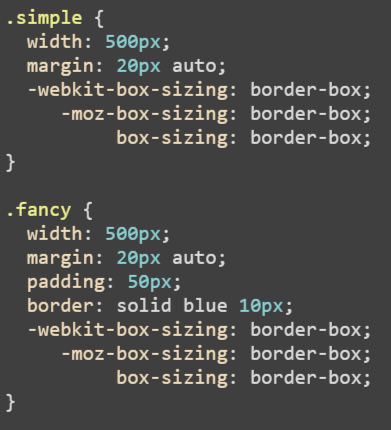 .simple {
  width: 500px;
  margin: 20px auto;
  -webkit-box-sizing: border-box;
     -moz-box-sizing: border-box;
          box-sizing: border-box;
}

.fancy {
  width: 500px;
  margin: 20px auto;
  padding: 50px;
  border: solid blue 10px;
  -webkit-box-sizing: border-box;
     -moz-box-sizing: border-box;
          box-sizing: border-box;
}